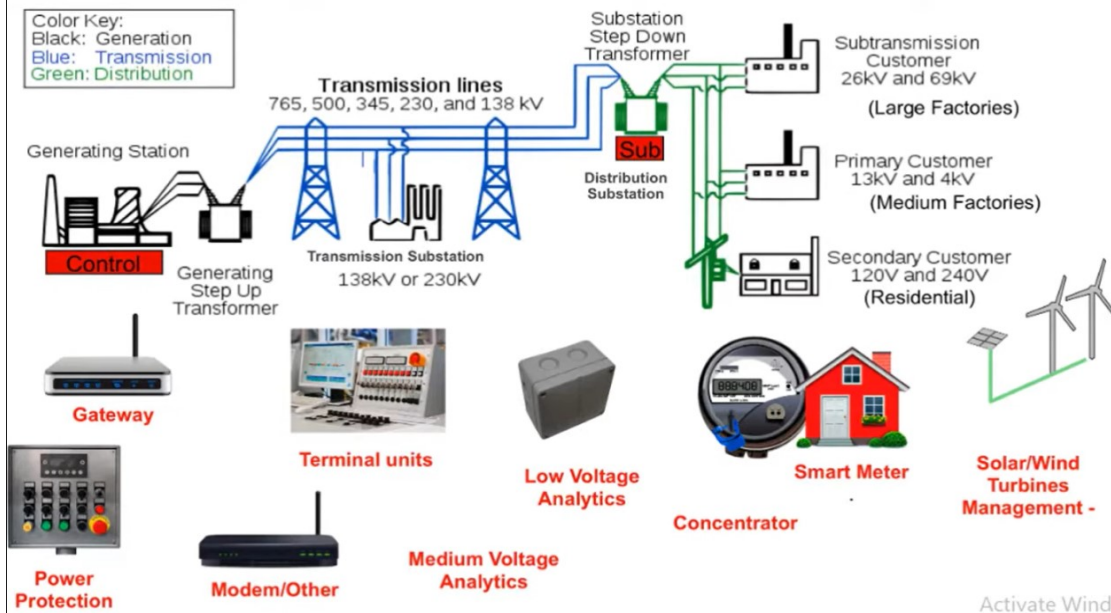 Color Key:
Black: Generation
Blue: Transmission
Green: Distribution
Substation
Step Down
Transformer
Subtransmission
Customer
26kV and 69kV
(Large Factories)
Transmission lines
765, 500, 345, 230, and 138 kV
Generating Station
Sub
Distribution
Substation
Primary Customer
13kV and 4kV
(Medium Factories)
Control
Generating
Step Up
Transformer
Transmission Substation
138kV or 230kV
Secondary Customer
120V and 240V
(Residential)
Gateway
Terminal units
Low Voltage
Analytics
888408
Smart Meter
Concentrator
Solar/Wind
Turbines
Management -
Power
Protection
Modem/Other
Medium Voltage
Analytics
Activate Wind